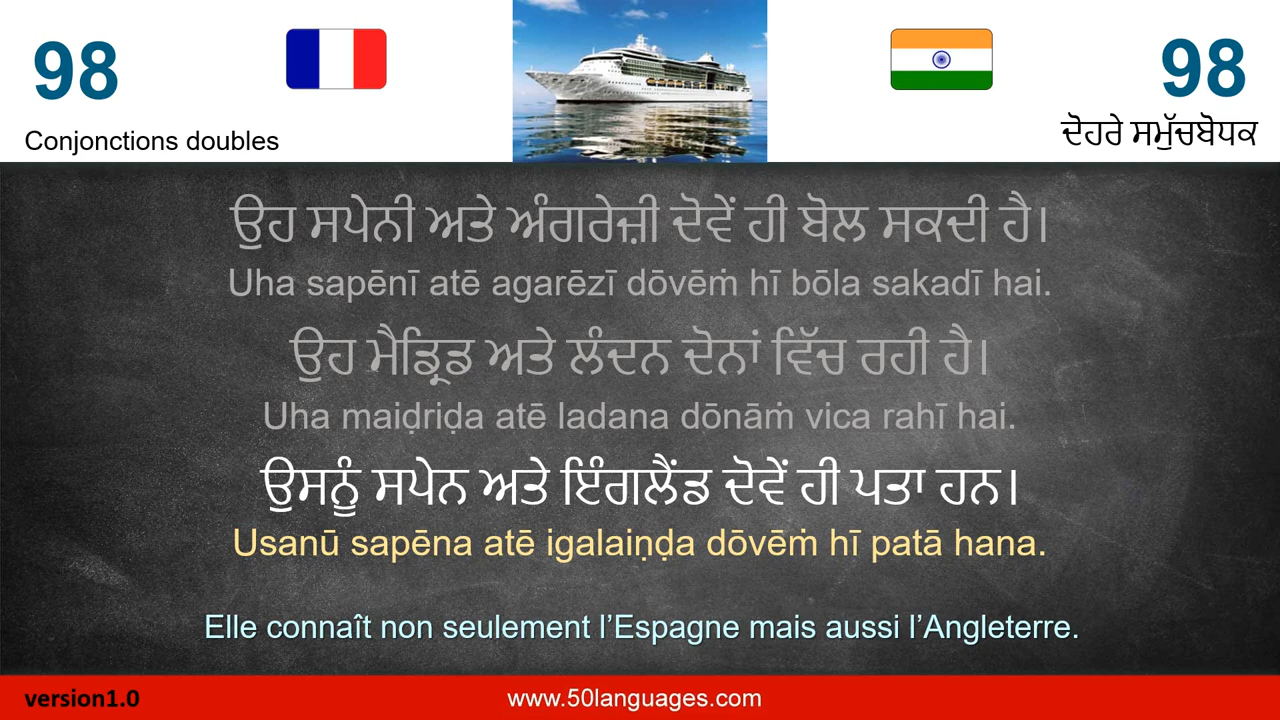 98
98
Conjonctions doubles
ਦੋਹਰੇ ਸਮੁੱਚਬੋਧਕ
ਉਹ ਸਪੇਨੀ ਅਤੇ ਅੰਗਰੇਜ਼ੀ ਦੋਵੇਂ ਹੀ ਬੋਲ ਸਕਦੀ ਹੈ।
Uha sapēnī atē agarēzī dōvēṁ hī bōla sakadī hai.
ਉਹ ਮੈਡ੍ਰਿਡ ਅਤੇ ਲੰਦਨ ਦੋਨਾਂ ਵਿੱਚ ਰਹੀ ਹੈ।
Uha maiḍriḍa atē ladana dōnāṁ vica rahī hai.
ਉਸਨੂੰ ਸਪੇਨ ਅਤੇ ਇੰਗਲੈਂਡ ਦੋਵੇਂ ਹੀ ਪਤਾ ਹਨ।
Usanū sapēna atē igalaiṇḍa dōvēṁ hī patā hana.
Elle connaît non seulement l’Espagne mais aussi l’Angleterre.
version1.0
www.50languages.com